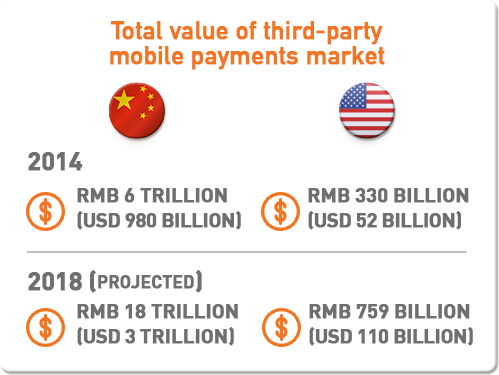 Total value of third-party
mobile payments market
2014
RMB 6 TRILLION
(USD 980 BILLION)
RMB 330 BILLION
(USD 52 BILLION)
2018 (PROJECTED)
RMB 18 TRILLION
(USD 3 TRILLION)
RMB 759 BILLION
(USD 110 BILLION)